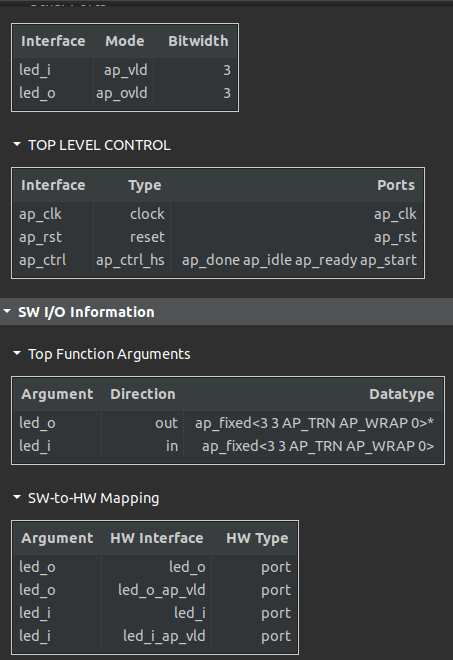 Interface Mode Bitwidth
led_i ap_vld 3
led_o ap_ovld 3
TOP LEVEL CONTROL
Interface Type Ports
ap_clk clock ap_clk
ap_rst reset ap_rst
ap_ctrl ap_ctrl_hs ap_done ap_idle ap_ready ap_start
SW I/O Information
Top Function Arguments
Argument Direction Datatype
led_o out ap_fixed<3 3 AP_TRN AP_WRAP 0>*
led_i in ap_fixed<3 3 AP_TRN AP_WRAP 0>
SW-to-HW Mapping
Argument HW Interface HW Type
led_o led_o port
led_o led_o_ap_vld port
led_i led_i port
led_i led_i_ap_vld port